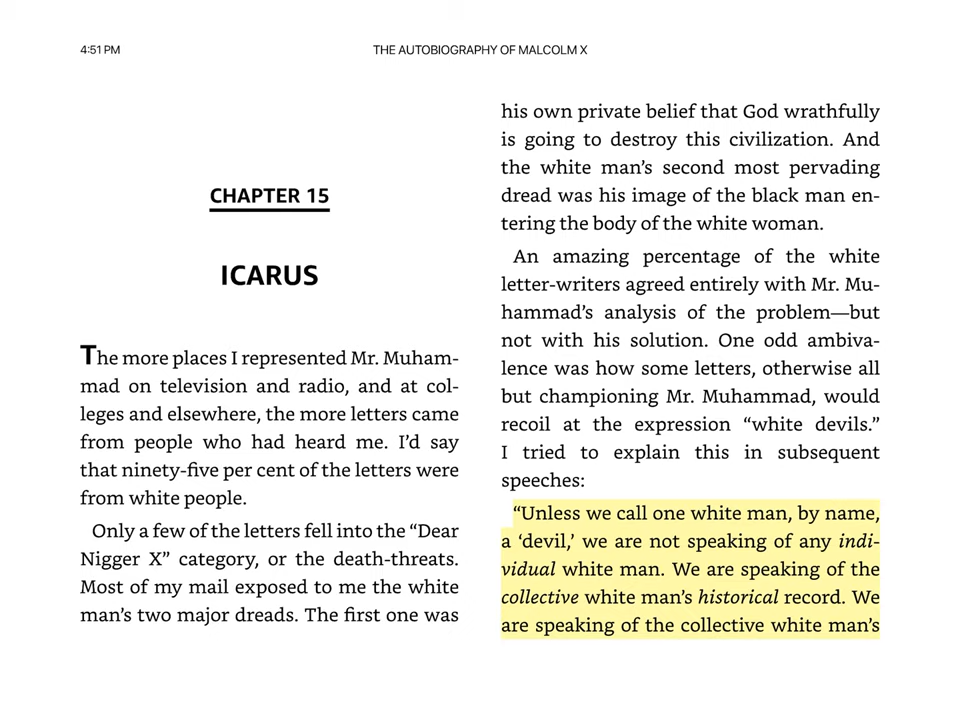 4:51 PM
THE AUTOBIOGRAPHY OF MALCOLM X
CHAPTER 15
ICARUS
The more places I represented Mr. Muham-
mad on television and radio, and at col-
leges and elsewhere, the more letters came
from people who had heard me. I’d say
that ninety-five per cent of the letters were
from white people.
Only a few of the letters fell into the “Dear
Nigger X” category, or the death-threats.
Most of my mail exposed to me the white
man’s two major dreads. The first one was
his own private belief that God wrathfully
is going to destroy this civilization. And
the white man’s second most pervading
dread was his image of the black man en-
tering the body of the white woman.
An amazing percentage of the white
letter-writers agreed entirely with Mr. Mu-
hammad’s analysis of the problem—but
not with his solution. One odd ambiva-
lence was how some letters, otherwise all
but championing Mr. Muhammad, would
recoil at the expression “white devils.”
I tried to explain this in subsequent
speeches:
“Unless we call one white man, by name,
a ‘devil,’ we are not speaking of any indi-
vidual white man. We are speaking of the
collective white man’s historical record. We
are speaking of the collective white man’s